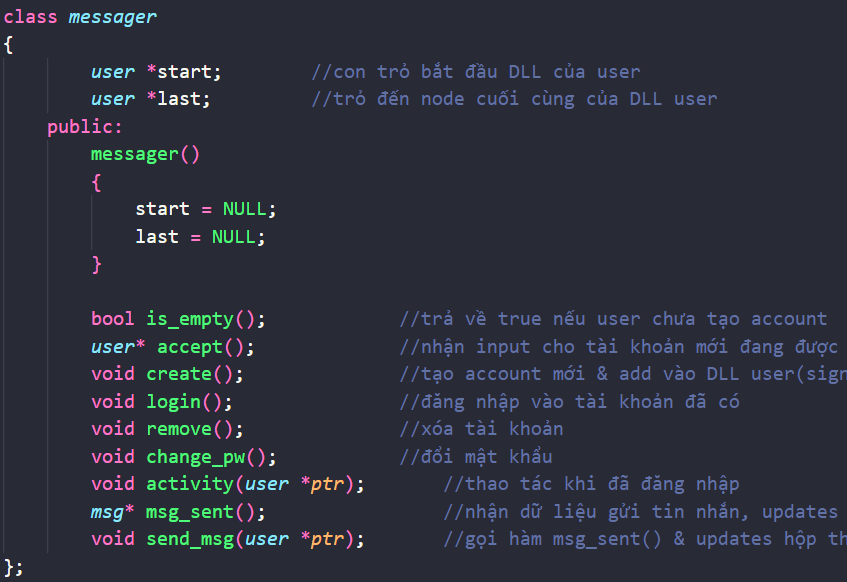 class messager
{
user *start; //con trỏ bắt đầu DLL của user
user *last; //trỏ đến node cuối cùng của DLL user
public:
messager()
{
start = NULL;
last = NULL;
}
bool is_empty(); //trả về true nếu user chưa tạo account
user* accept(); //nhận input cho tài khoản mới đang được
void create(); //tạo account mới & add vào DLL user(sign
void login(); //đăng nhập vào tài khoản đã có
void remove(); //xóa tài khoản
void change_pw(); //đổi mật khẩu
void activity(user *ptr); //thao tác khi đã đăng nhập
msg* msg_sent(); //nhận dữ liệu gửi tin nhắn, updates
void send_msg(user *ptr); //gọi hàm msg_sent() & updates hộp th
};